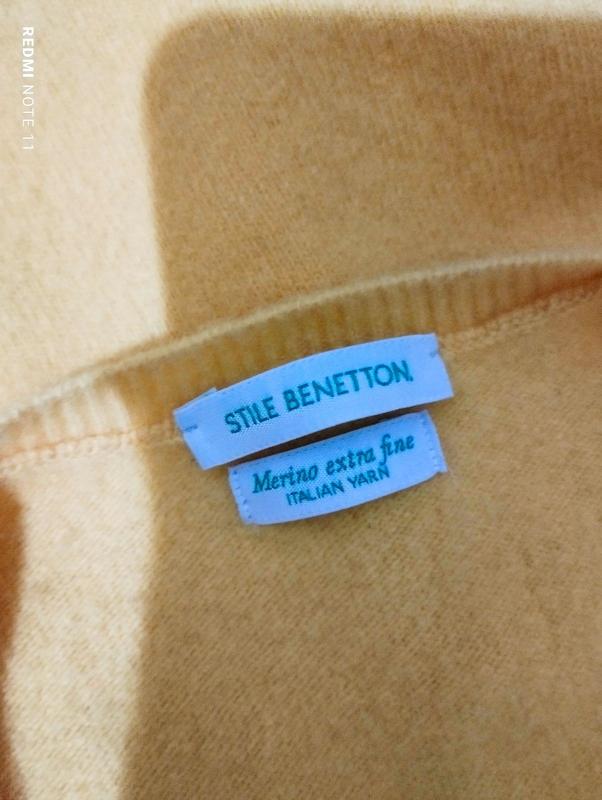 REDMI NOTE 11
STILE BENETTON.
Merino extra fine
ITALIAN YARN